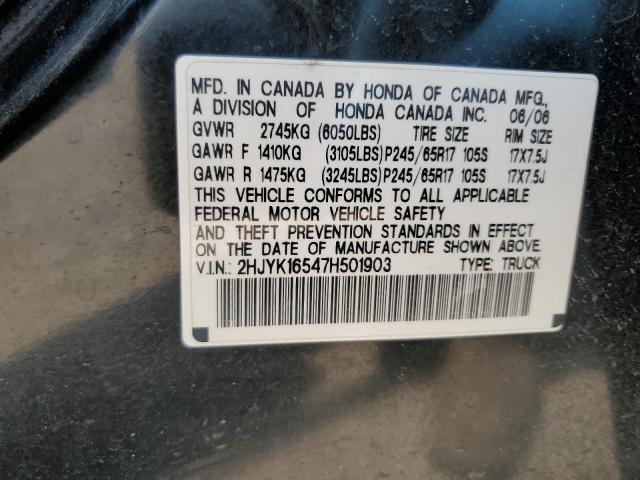 MFD. IN CANADA BY HONDA OF CANADA MFG.,
A DIVISION OF HONDA CANADA INC. 06/06
GVWR 2745KG (6050LBS) TIRE SIZE RIM SIZE
GAWR F 1410KG (3105LBS)P245/65R17 105S 17X7.5J
GAWR R 1475KG (3245LBS)P245/65R17 105S 17X7.5J
THIS VEHICLE CONFORMS TO ALL APPLICABLE
FEDERAL MOTOR VEHICLE SAFETY
AND THEFT PREVENTION STANDARDS IN EFFECT
ON THE DATE OF MANUFACTURE SHOWN ABOVE.
V.I.N.: 2HJYK16547H501903 TYPE: TRUCK